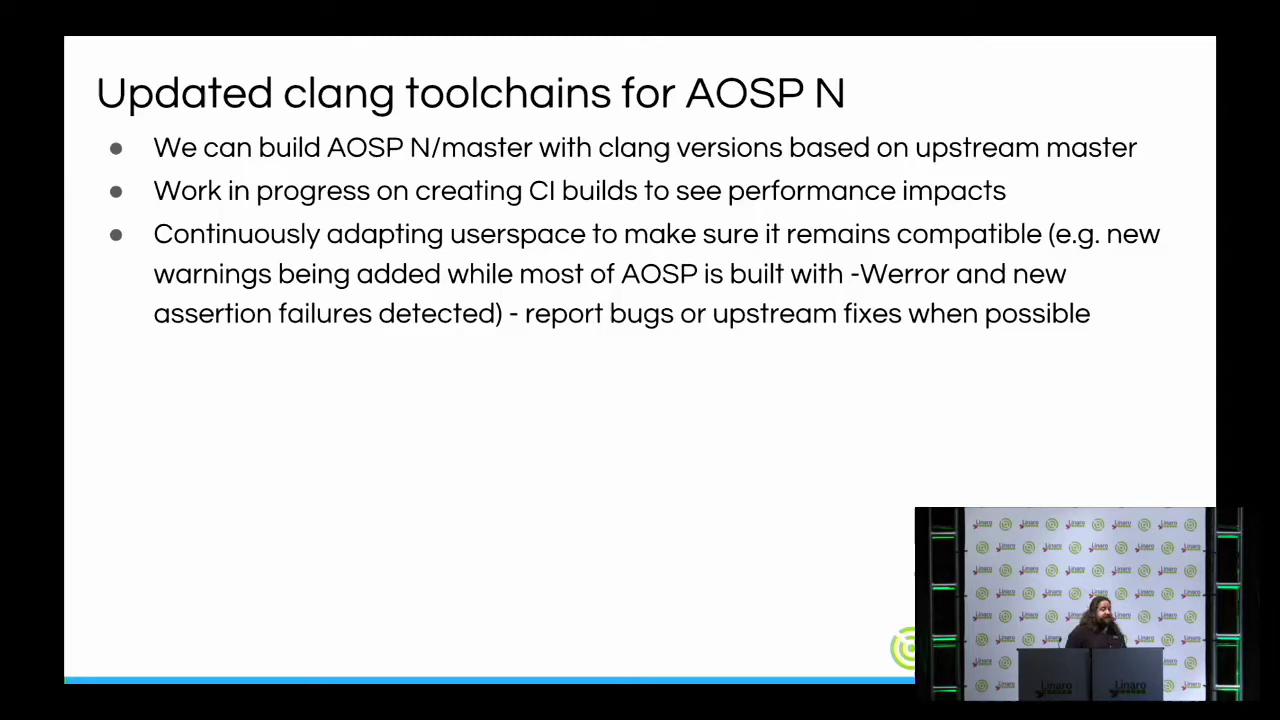 Updated clang toolchains for AOSP N
● We can build AOSP N/master with clang versions based on upstream master
● Work in progress on creating CI builds to see performance impacts
● Continuously adapting userspace to make sure it remains compatible (e.g. new
warnings being added while most of AOSP is built with -Werror and new
assertion failures detected) - report bugs or upstream fixes when possible
Linaro
Linaro